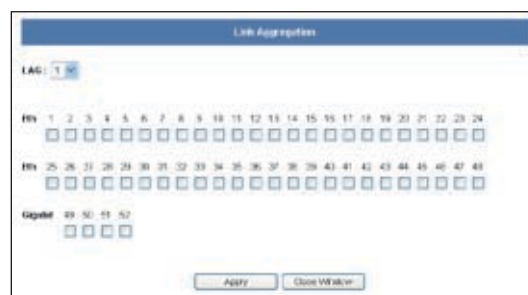 Link Aggregation
LAG : 1
Eth 1 2 3 4 5 6 7 8 9 10 11 12 13 14 15 16 17 18 19 20 21 22 23 24
Eth 25 26 27 28 29 30 31 32 33 34 35 36 37 38 39 40 41 42 43 44 45 46 47 48
Gigabit 49 50 51 52
Apply Close Window